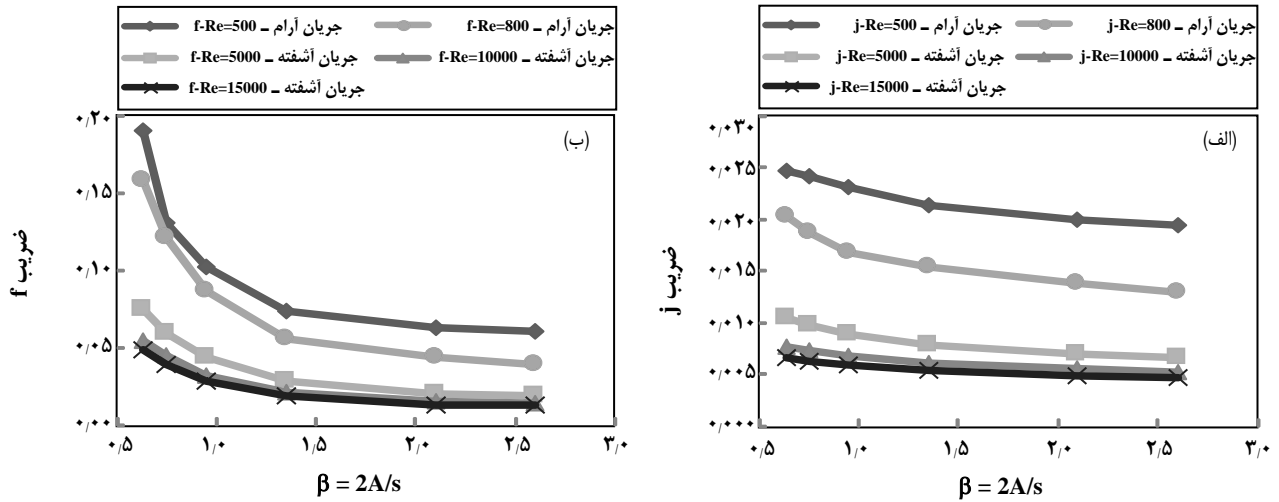 جریان آرام ـ j-Re=500
جریان آرام ـ j-Re=800
جریان آشفته ـ j-Re=5000
جریان آشفته ـ j-Re=10000
جریان آشفته ـ j-Re=15000
(الف)
ضریب j
۰٫۰۳۰
۰٫۰۲۵
۰٫۰۲۰
۰٫۰۱۵
۰٫۰۱۰
۰٫۰۰۵
۰٫۰۰۰
۰٫۵ ۱٫۰ ۱٫۵ ۲٫۰ ۲٫۵ ۳٫۰
β = 2A/s
جریان آرام ـ f-Re=500
جریان آرام ـ f-Re=800
جریان آشفته ـ f-Re=5000
جریان آشفته ـ f-Re=10000
جریان آشفته ـ f-Re=15000
(ب)
ضریب f
۰٫۲۰
۰٫۱۵
۰٫۱۰
۰٫۰۵
۰٫۰۰
۰٫۵ ۱٫۰ ۱٫۵ ۲٫۰ ۲٫۵ ۳٫۰
β = 2A/s